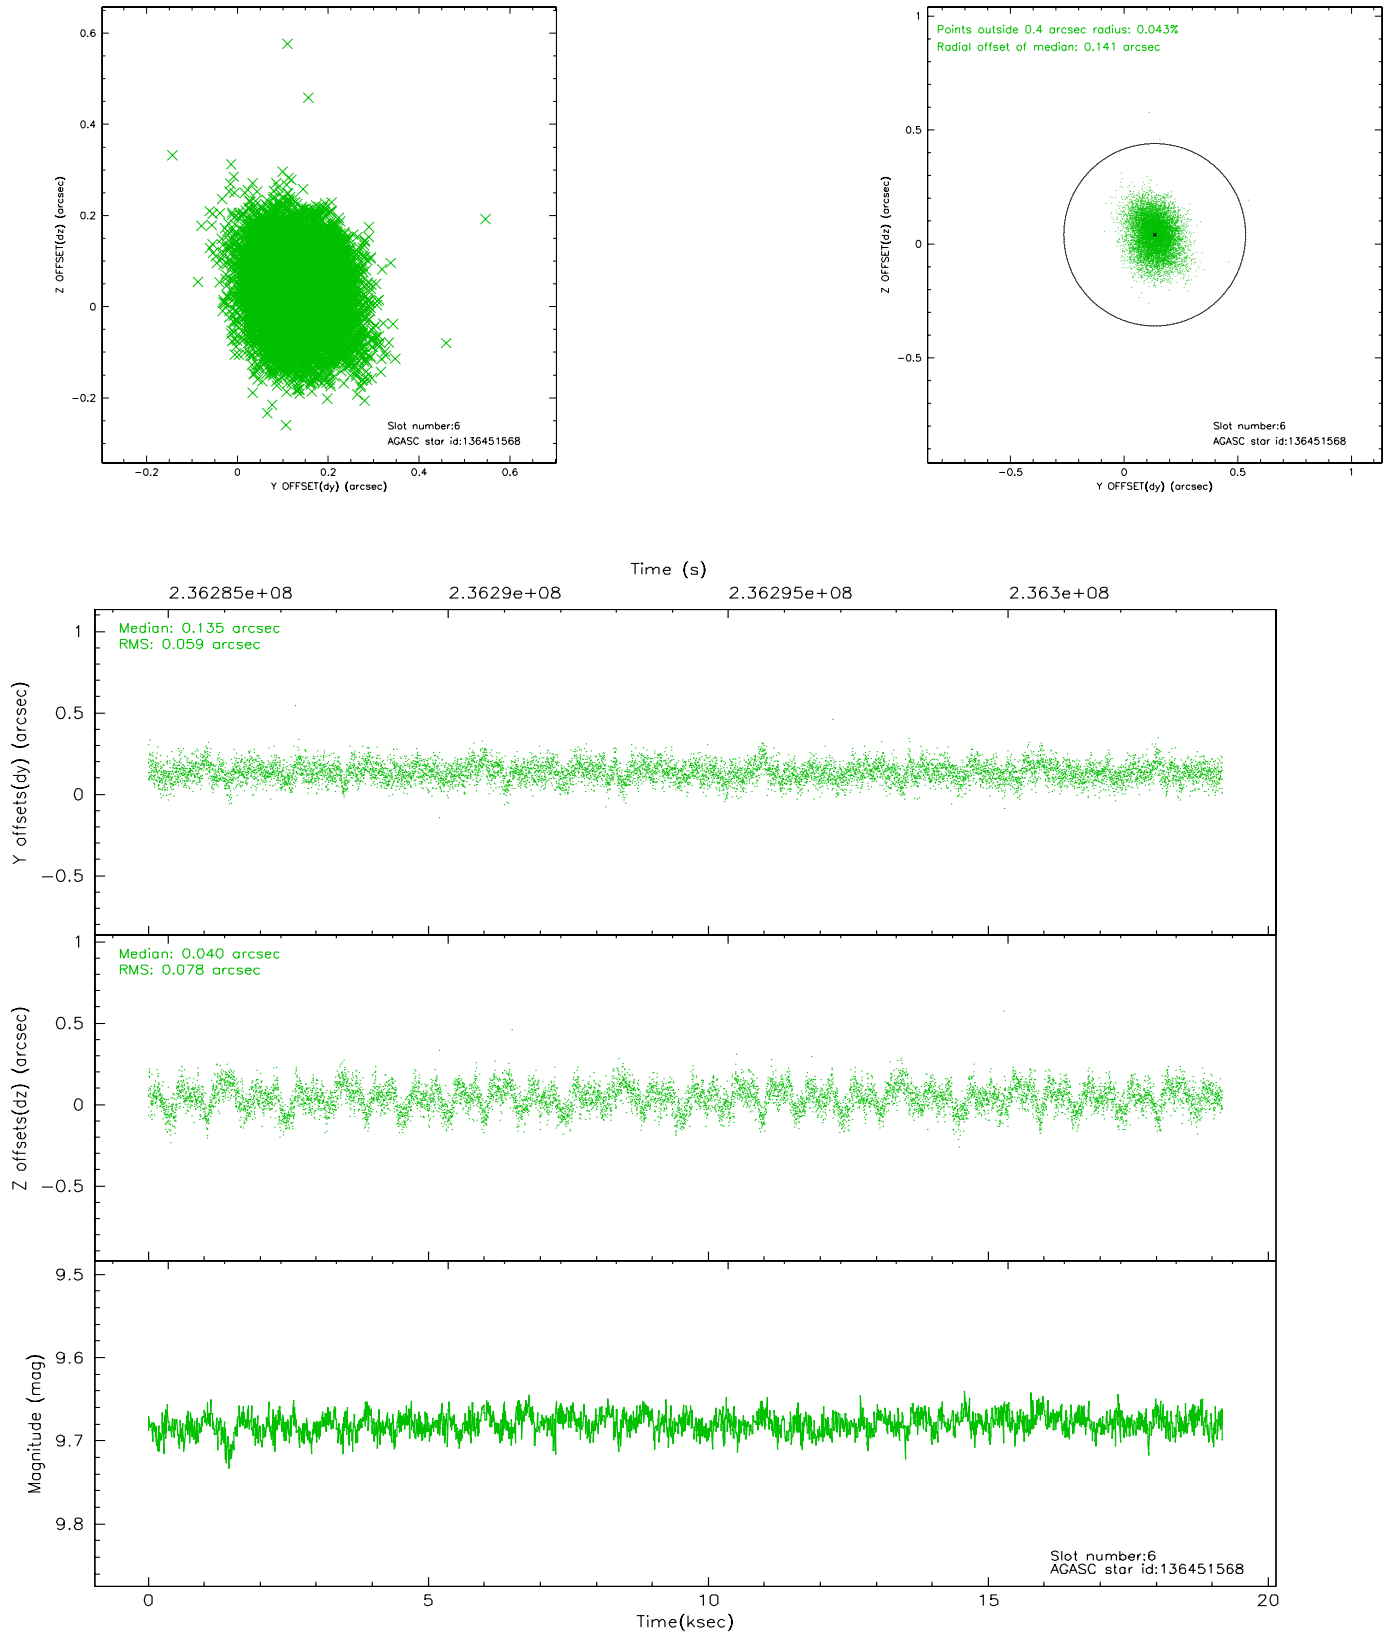 0.6
0.4
0.2
0
−0.2
Z OFFSET(dz) (arcsec)
Slot number:6
AGASC star id:136451568
−0.2 0 0.2 0.4 0.6
Y OFFSET(dy) (arcsec)
Points outside 0.4 arcsec radius: 0.043%
Radial offset of median: 0.141 arcsec
1
0.5
0
−0.5
Z OFFSET(dz) (arcsec)
Slot number:6
AGASC star id:136451568
−0.5 0 0.5 1
Y OFFSET(dy) (arcsec)
Time (s)
2.36285e+08 2.3629e+08 2.36295e+08 2.363e+08
Median: 0.135 arcsec
RMS: 0.059 arcsec
1
0.5
0
−0.5
Y offsets(dy) (arcsec)
Median: 0.040 arcsec
RMS: 0.078 arcsec
1
0.5
0
−0.5
Z offsets(dz) (arcsec)
9.5
9.6
9.7
9.8
Magnitude (mag)
Slot number:6
AGASC star id:136451568
0 5 10 15 20
Time(ksec)